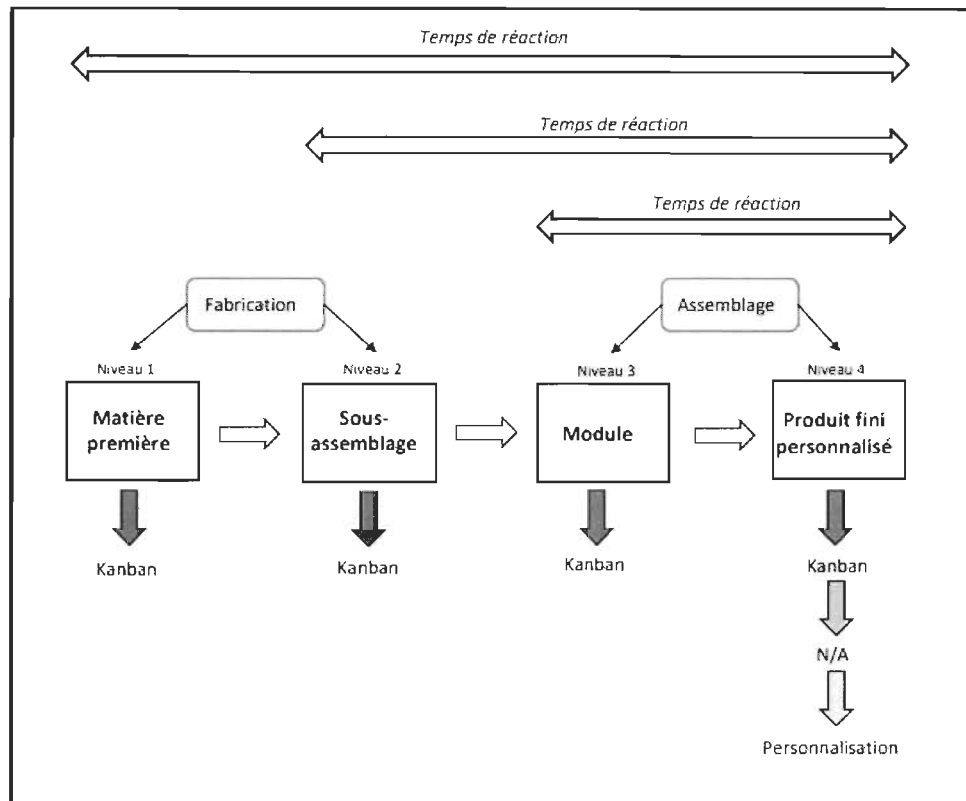 Temps de réaction
Temps de réaction
Temps de réaction
Fabrication
Assemblage
Niveau 1
Niveau 2
Niveau 3
Niveau 4
Matière
première
Sous-
assemblage
Module
Produit fini
personnalisé
Kanban
Kanban
Kanban
Kanban
N/A
Personnalisation